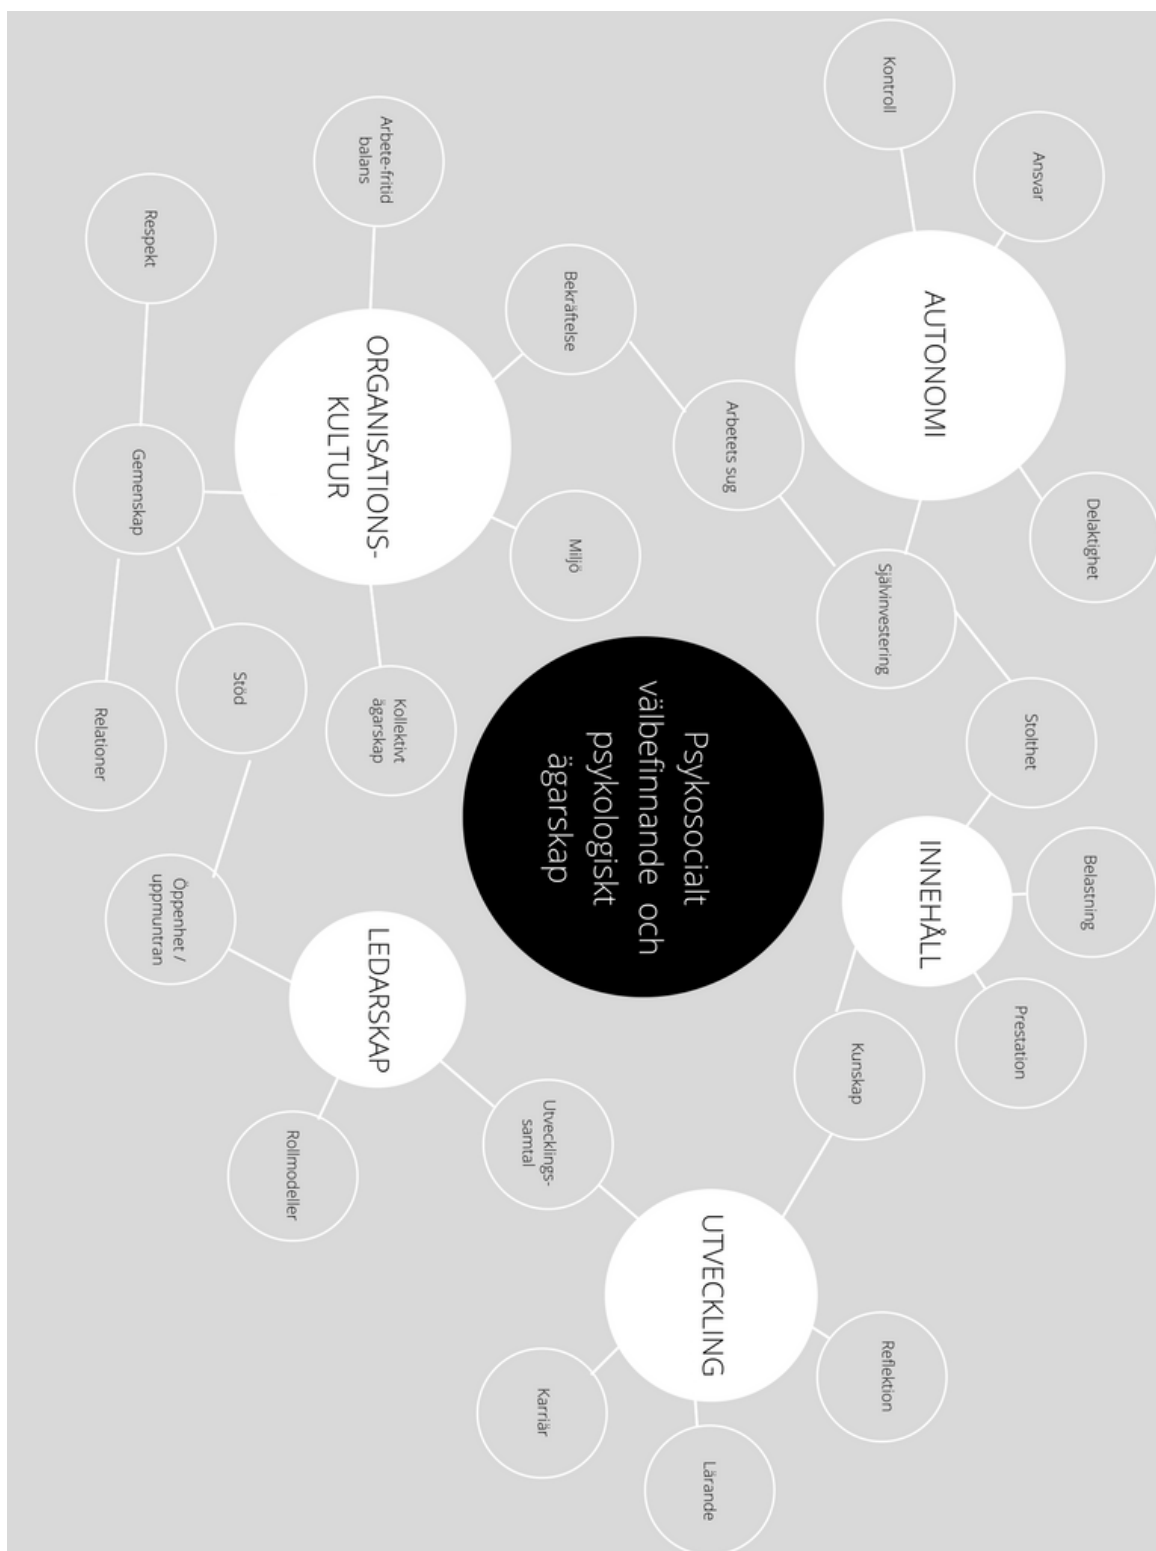 Kontroll
Ansvar
AUTONOMI
Delaktighet
Självinvestering
Arbetets sug
Bekräftelse
Arbete-fritid
balans
ORGANISATIONS-
KULTUR
Miljö
Kollektivt
ägarskap
Respekt
Gemenskap
Stöd
Relationer
Psykosocialt
välbefinnande och
psykologiskt
ägarskap
Stolthet
INNEHÅLL
Belastning
Prestation
Kunskap
Öppenhet /
uppmuntran
LEDARSKAP
Rollmodeller
Utvecklings-
samtal
UTVECKLING
Reflektion
Karriär
Lärande